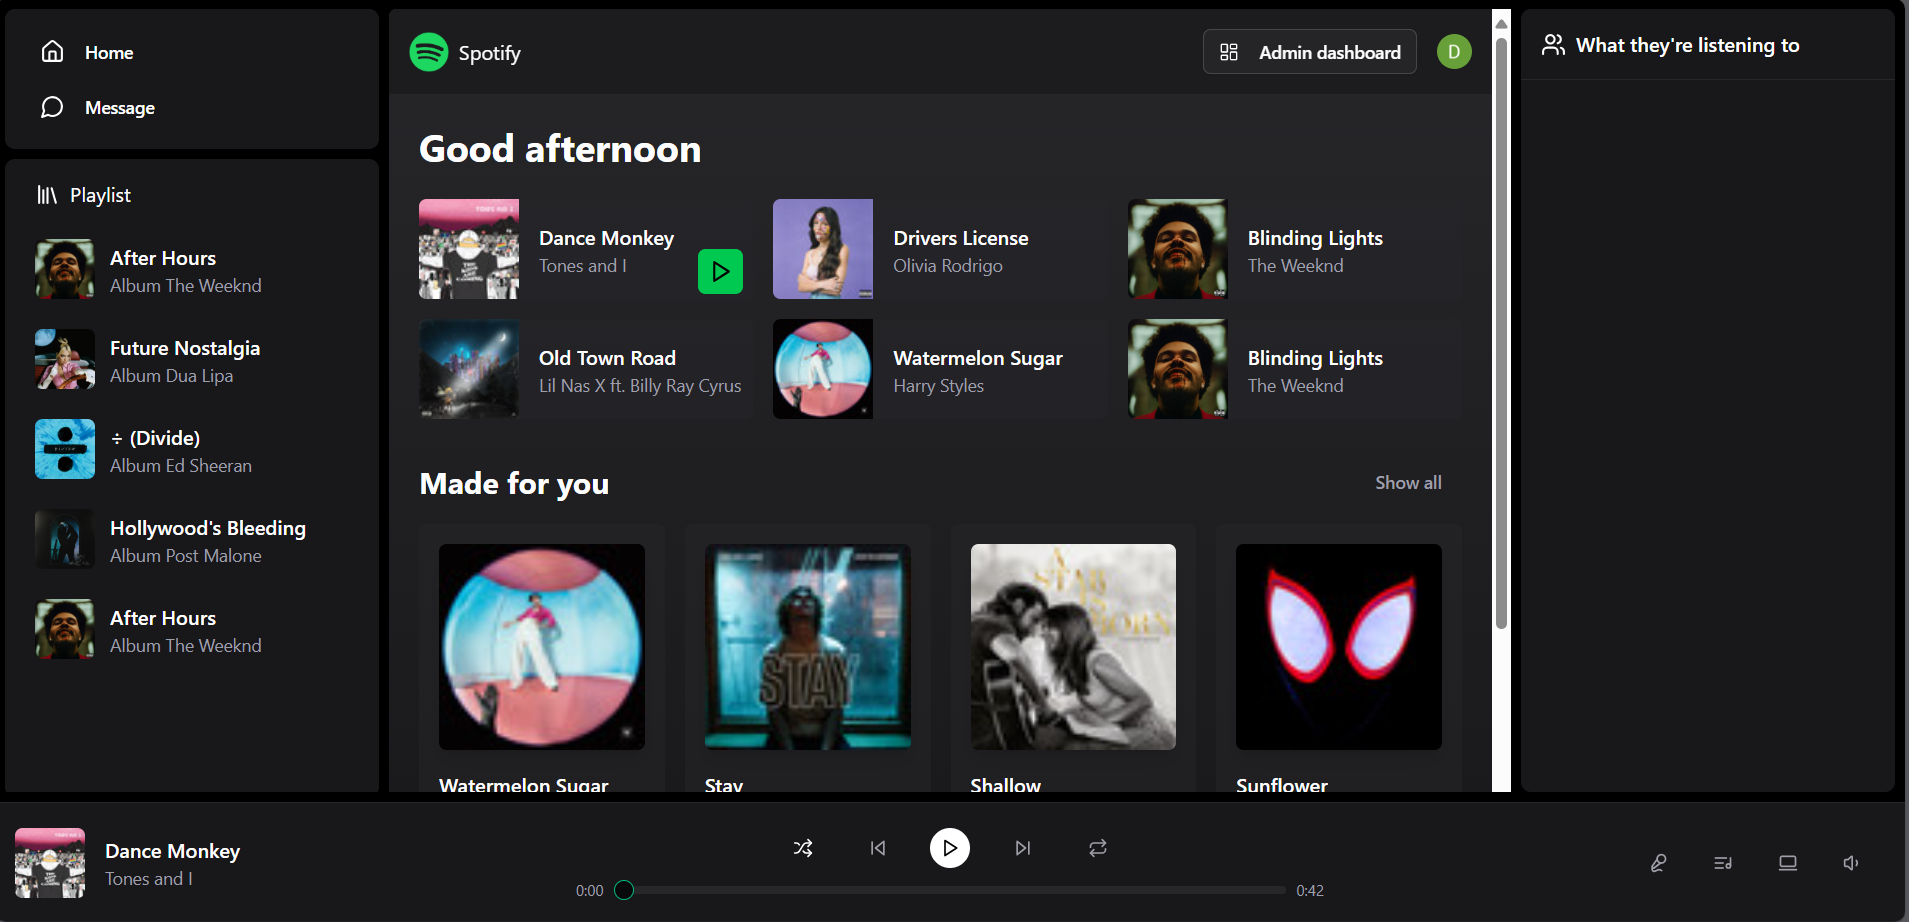 Home
Message
Playlist
After Hours
Album The Weeknd
Future Nostalgia
Album Dua Lipa
÷ (Divide)
Album Ed Sheeran
Hollywood's Bleeding
Album Post Malone
After Hours
Album The Weeknd
Spotify
Admin dashboard
D
Good afternoon
Dance Monkey
Tones and I
Drivers License
Olivia Rodrigo
Blinding Lights
The Weeknd
Old Town Road
Lil Nas X ft. Billy Ray Cyrus
Watermelon Sugar
Harry Styles
Blinding Lights
The Weeknd
Made for you
Show all
STAY
A
STAR
IS
BORN
Watermelon Sugar
Stay
Shallow
Sunflower
What they're listening to
Dance Monkey
Tones and I
0:00
0:42